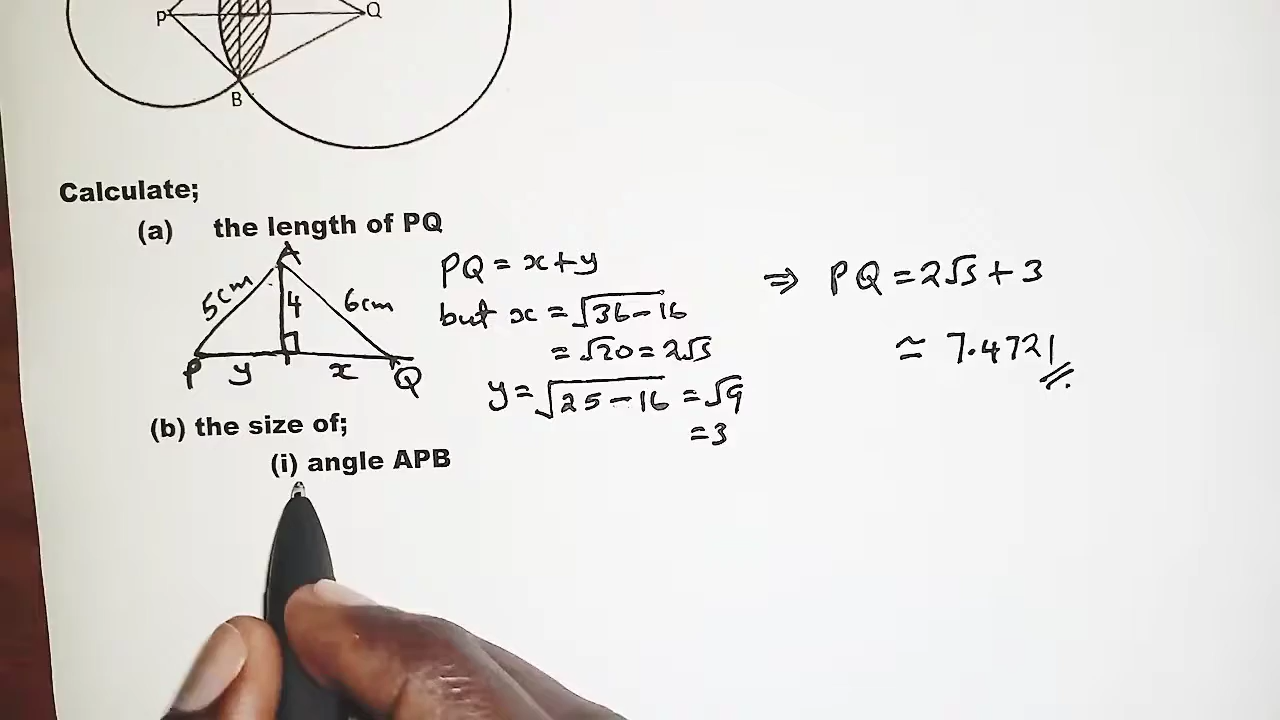 P
Q
B
Calculate;
(a) the length of PQ
A
5cm
4
6cm
P
y
x
Q
PQ = x+y
but x = √36-16
= √20 = 2√5
y = √25-16 = √9
= 3
⇒ PQ = 2√5 + 3
≃ 7.4721
(b) the size of;
(i) angle APB